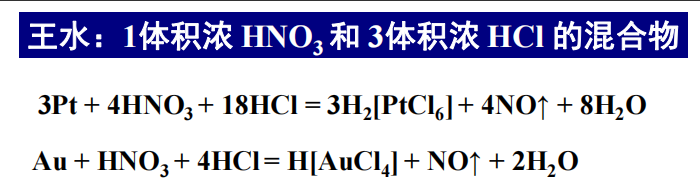 王水：1体积浓 HNO₃ 和 3体积浓 HCl 的混合物
3Pt + 4HNO₃ + 18HCl = 3H₂[PtCl₆] + 4NO↑ + 8H₂O
Au + HNO₃ + 4HCl = H[AuCl₄] + NO↑ + 2H₂O